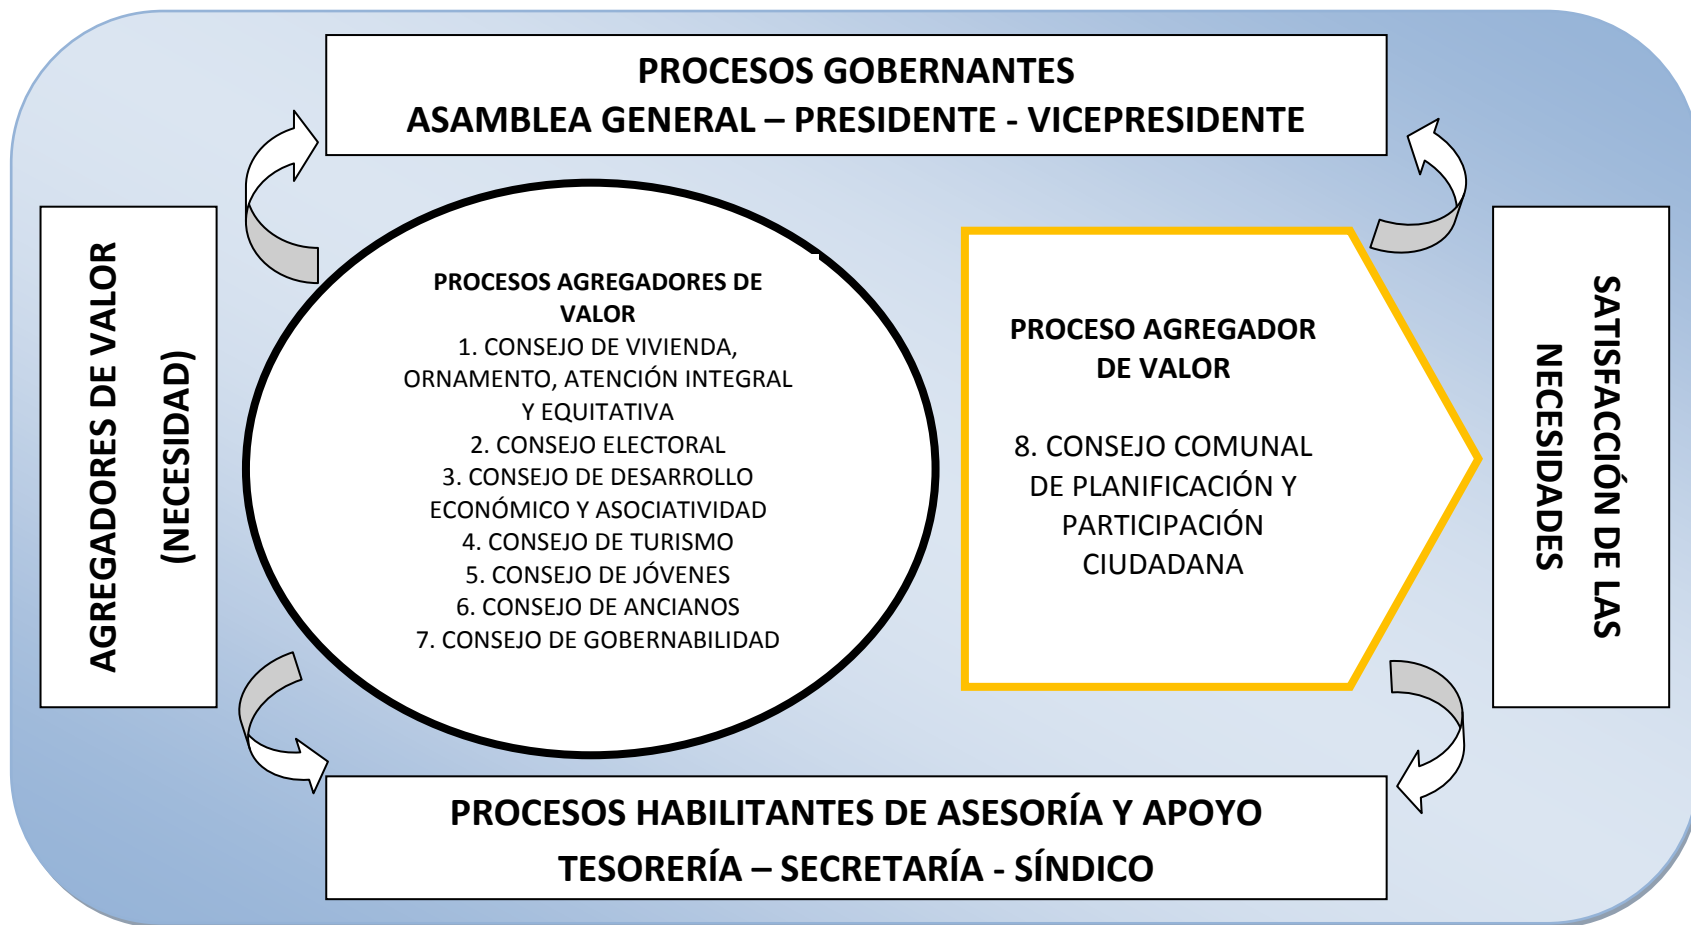 PROCESOS GOBERNANTES
ASAMBLEA GENERAL – PRESIDENTE - VICEPRESIDENTE
AGREGADORES DE VALOR
(NECESIDAD)
PROCESOS AGREGADORES DE
VALOR
1. CONSEJO DE VIVIENDA,
ORNAMENTO, ATENCIÓN INTEGRAL
Y EQUITATIVA
2. CONSEJO ELECTORAL
3. CONSEJO DE DESARROLLO
ECONÓMICO Y ASOCIATIVIDAD
4. CONSEJO DE TURISMO
5. CONSEJO DE JÓVENES
6. CONSEJO DE ANCIANOS
7. CONSEJO DE GOBERNABILIDAD
PROCESO AGREGADOR
DE VALOR
8. CONSEJO COMUNAL
DE PLANIFICACIÓN Y
PARTICIPACIÓN
CIUDADANA
SATISFACCIÓN DE LAS
NECESIDADES
PROCESOS HABILITANTES DE ASESORÍA Y APOYO
TESORERÍA – SECRETARÍA - SÍNDICO